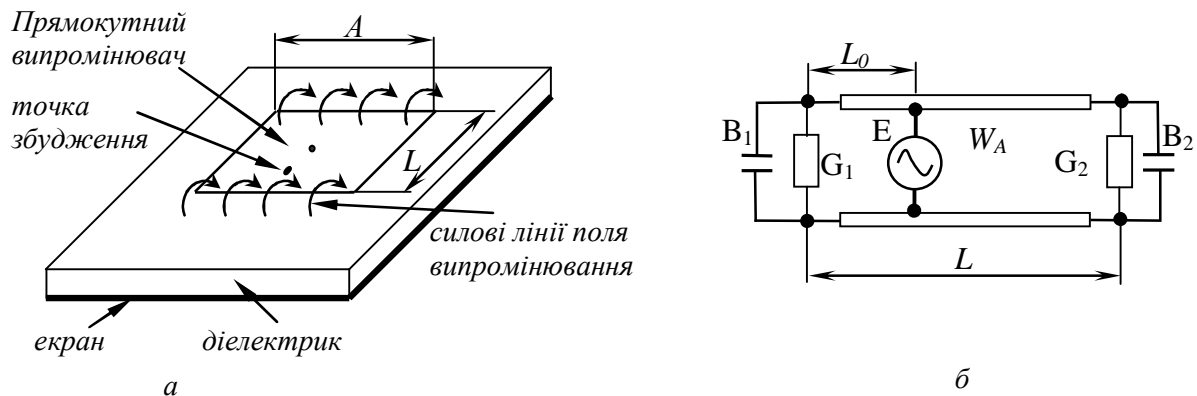 Прямокутний
випромінювач
точка
збудження
A
L
силові лінії поля
випромінювання
екран
діелектрик
а
L0
B1
G1
E
WA
G2
B2
L
б